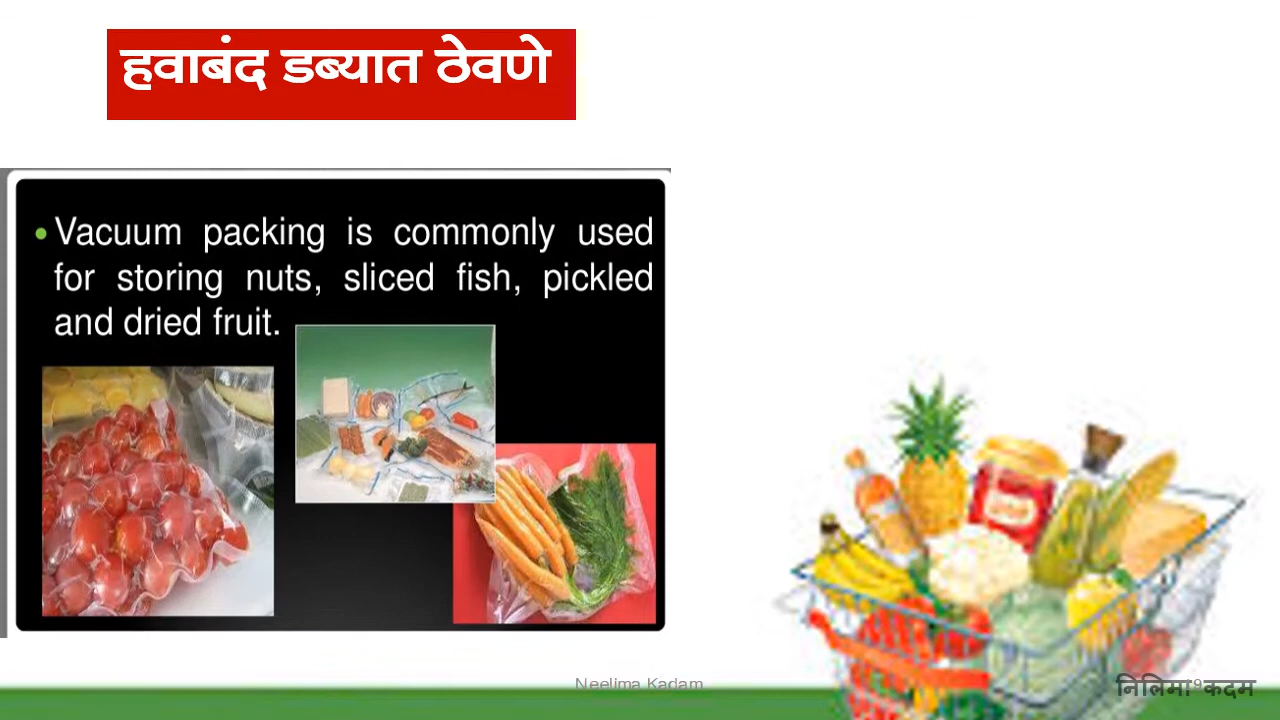 हवाबंद डब्यात ठेवणे
• Vacuum packing is commonly used
for storing nuts, sliced fish, pickled
and dried fruit.
Neelima Kadam
निलिमा कदम
9